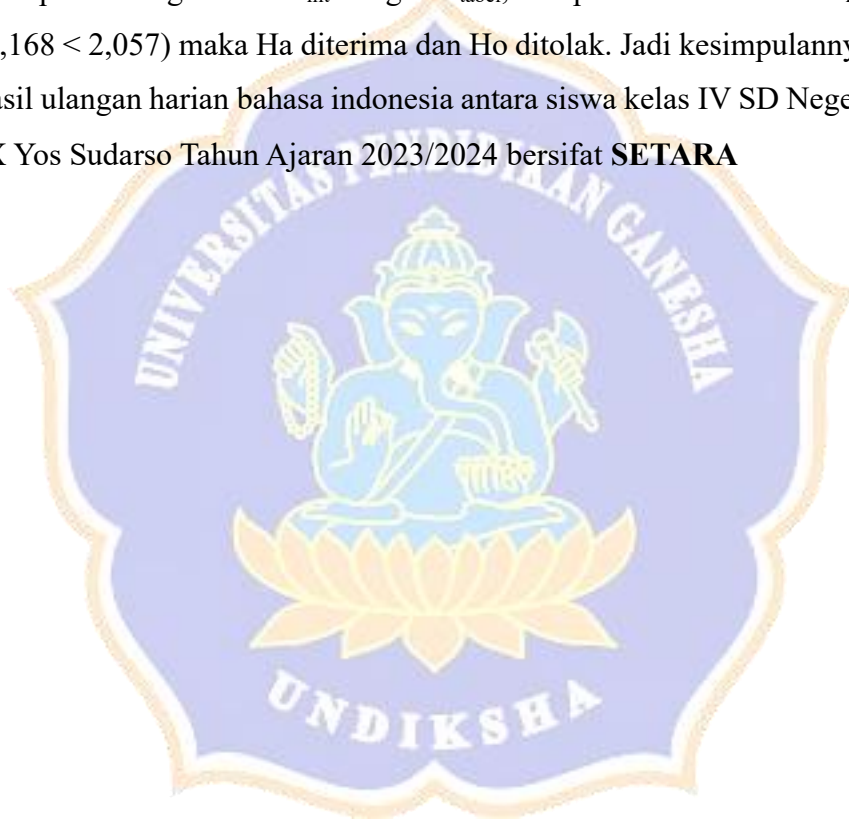 ,168 < 2,057) maka Ha diterima dan Ho ditolak. Jadi kesimpulanny
asil ulangan harian bahasa indonesia antara siswa kelas IV SD Nege
Yos Sudarso Tahun Ajaran 2023/2024 bersifat SETARA
UNIVERSITAS PENDIDIKAN GANESHA
UNDIKSHA